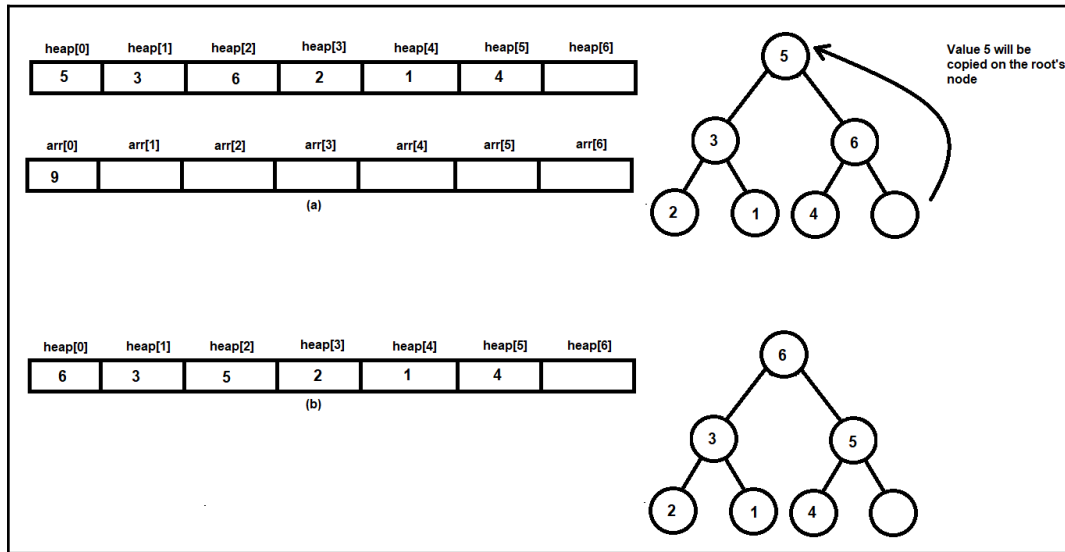 heap[0] heap[1] heap[2] heap[3] heap[4] heap[5] heap[6]
5 3 6 2 1 4
arr[0] arr[1] arr[2] arr[3] arr[4] arr[5] arr[6]
9
(a)
5
3 6
2 1 4
Value 5 will be
copied on the root's
node
heap[0] heap[1] heap[2] heap[3] heap[4] heap[5] heap[6]
6 3 5 2 1 4
(b)
6
3 5
2 1 4